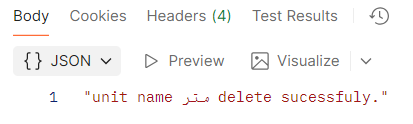 Body Cookies Headers (4) Test Results
{} JSON Preview Visualize
1 "unit name متر delete sucessfuly."